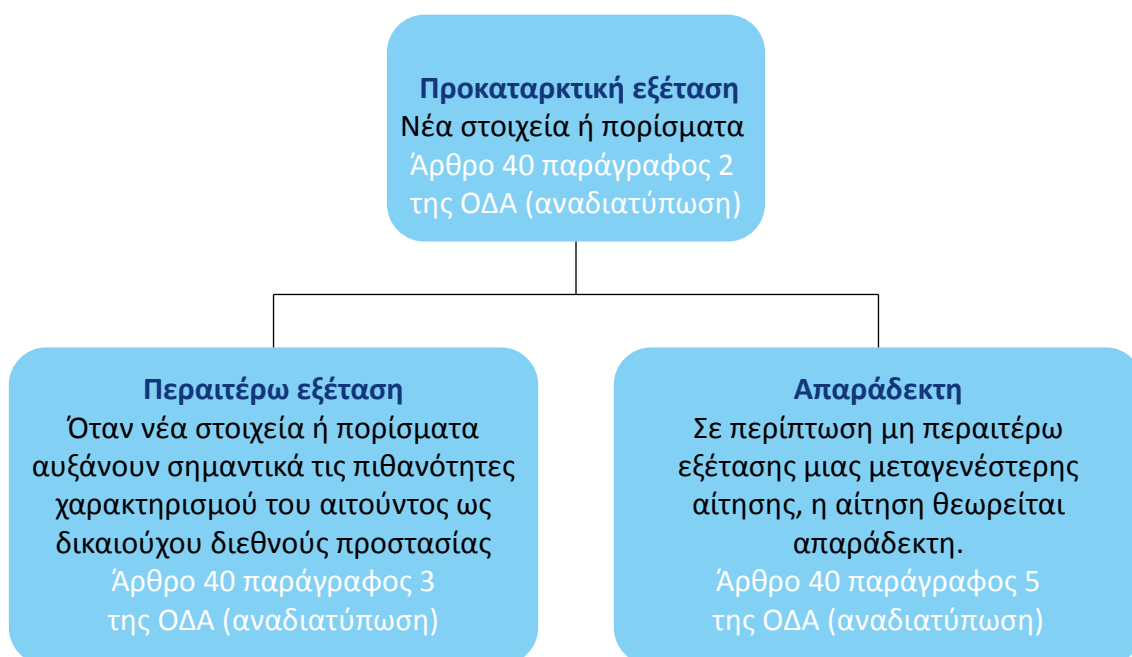 Προκαταρκτική εξέταση
Νέα στοιχεία ή πορίσματα
Άρθρο 40 παράγραφος 2
της ΟΔΑ (αναδιατύπωση)
Περαιτέρω εξέταση
Όταν νέα στοιχεία ή πορίσματα
αυξάνουν σημαντικά τις πιθανότητες
χαρακτηρισμού του αιτούντος ως
δικαιούχου διεθνούς προστασίας
Άρθρο 40 παράγραφος 3
της ΟΔΑ (αναδιατύπωση)
Απαράδεκτη
Σε περίπτωση μη περαιτέρω
εξέτασης μιας μεταγενέστερης
αίτησης, η αίτηση θεωρείται
απαράδεκτη.
Άρθρο 40 παράγραφος 5
της ΟΔΑ (αναδιατύπωση)